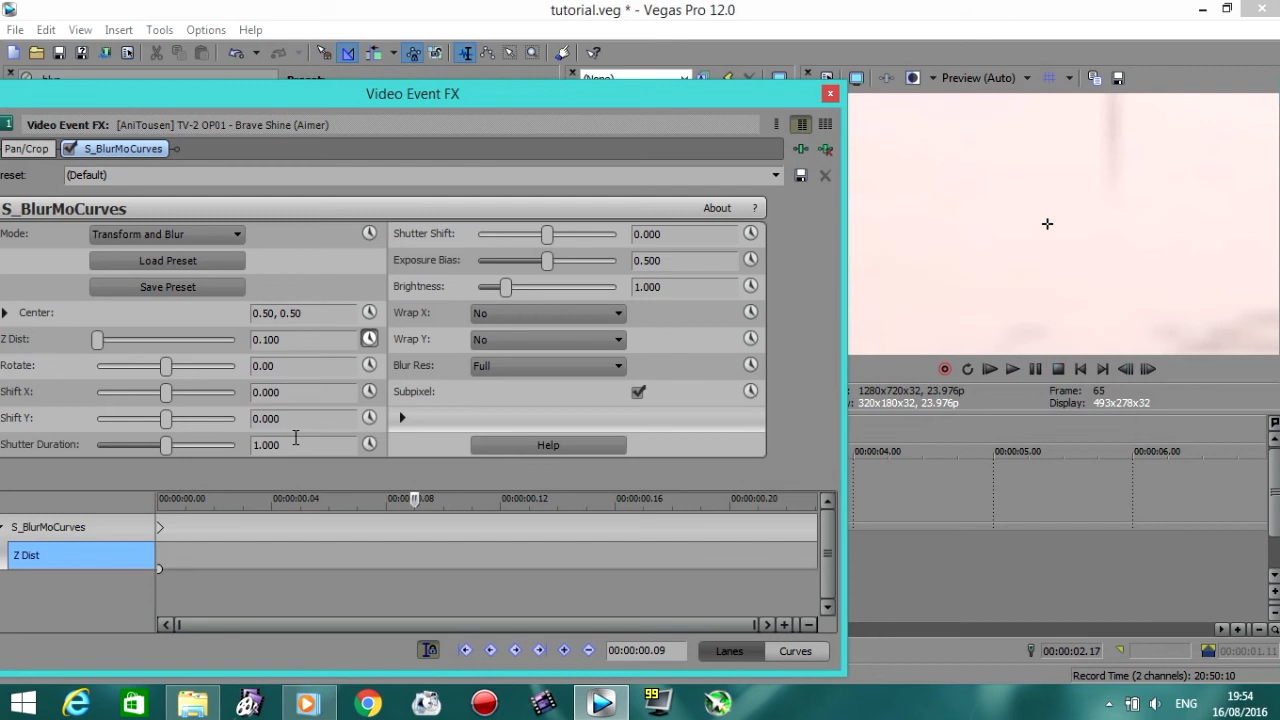 tutorial.veg * - Vegas Pro 12.0
File Edit View Insert Tools Options Help
(None)
Preview (Auto)
Video Event FX
1 Video Event FX: [AniTousen] TV-2 OP01 - Brave Shine (Aimer)
Pan/Crop S_BlurMoCurves
reset: (Default)
S_BlurMoCurves About ?
Mode: Transform and Blur
Load Preset
Save Preset
Center: 0.50, 0.50
Z Dist: 0.100
Rotate: 0.00
Shift X: 0.000
Shift Y: 0.000
Shutter Duration: 1.000
Shutter Shift: 0.000
Exposure Bias: 0.500
Brightness: 1.000
Wrap X: No
Wrap Y: No
Blur Res: Full
Subpixel:
Help
00:00:00.00 00:00:00.04 00:00:00.08 00:00:00.12 00:00:00.16 00:00:00.20
S_BlurMoCurves
Z Dist
00:00:00.09 Lanes Curves
1280x720x32, 23.976p Frame: 65
320x180x32, 23.976p Display: 493x278x32
00:00:04.00 00:00:05.00 00:00:06.00
00:00:02.17 00:00:01.11
Record Time (2 channels): 20:50:10
99
ENG
19:54
16/08/2016